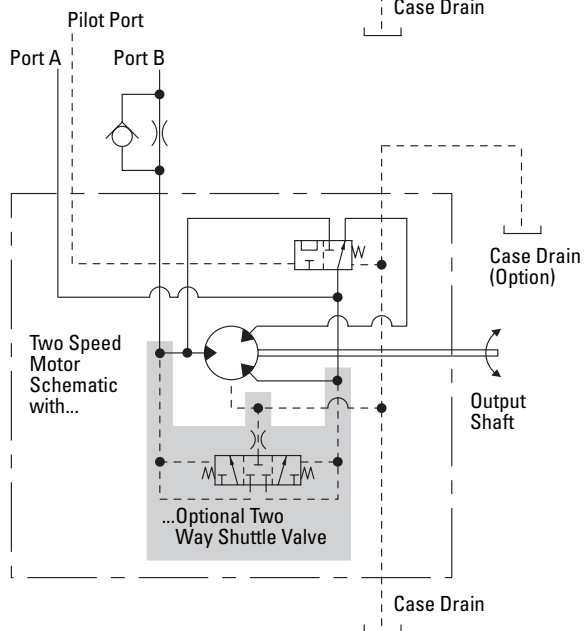 Case Drain
Pilot Port
Port A
Port B
Case Drain
(Option)
Two Speed
Motor
Schematic
with...
Output
Shaft
...Optional Two
Way Shuttle Valve
Case Drain